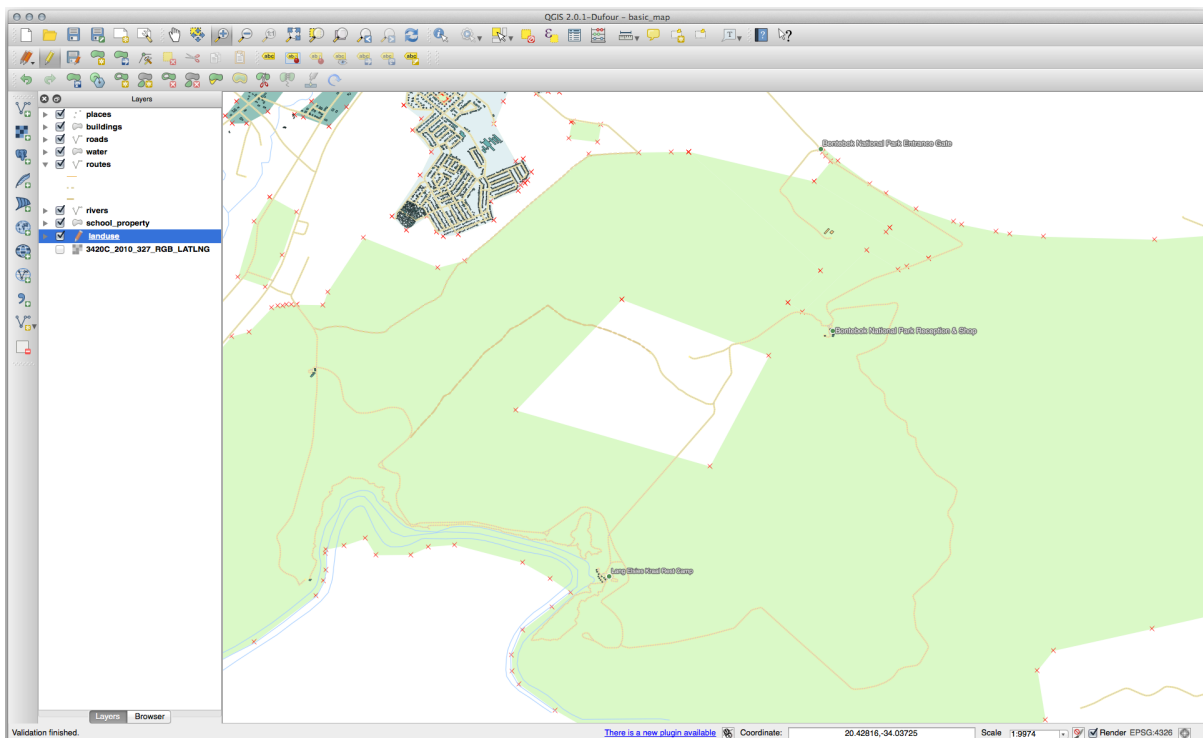 QGIS 2.0.1-Dufour - basic_map
Layers
places
buildings
roads
water
routes
rivers
school_property
landuse
3420C_2010_327_RGB_LATLNG
Bontebok National Park Entrance Gate
Bontebok National Park Reception & Shop
Lang Elsies Kraal Rest Camp
Layers Browser
Validation finished. There is a new plugin available Coordinate: 20.42816,-34.03725 Scale 1:9974 Render EPSG:4326